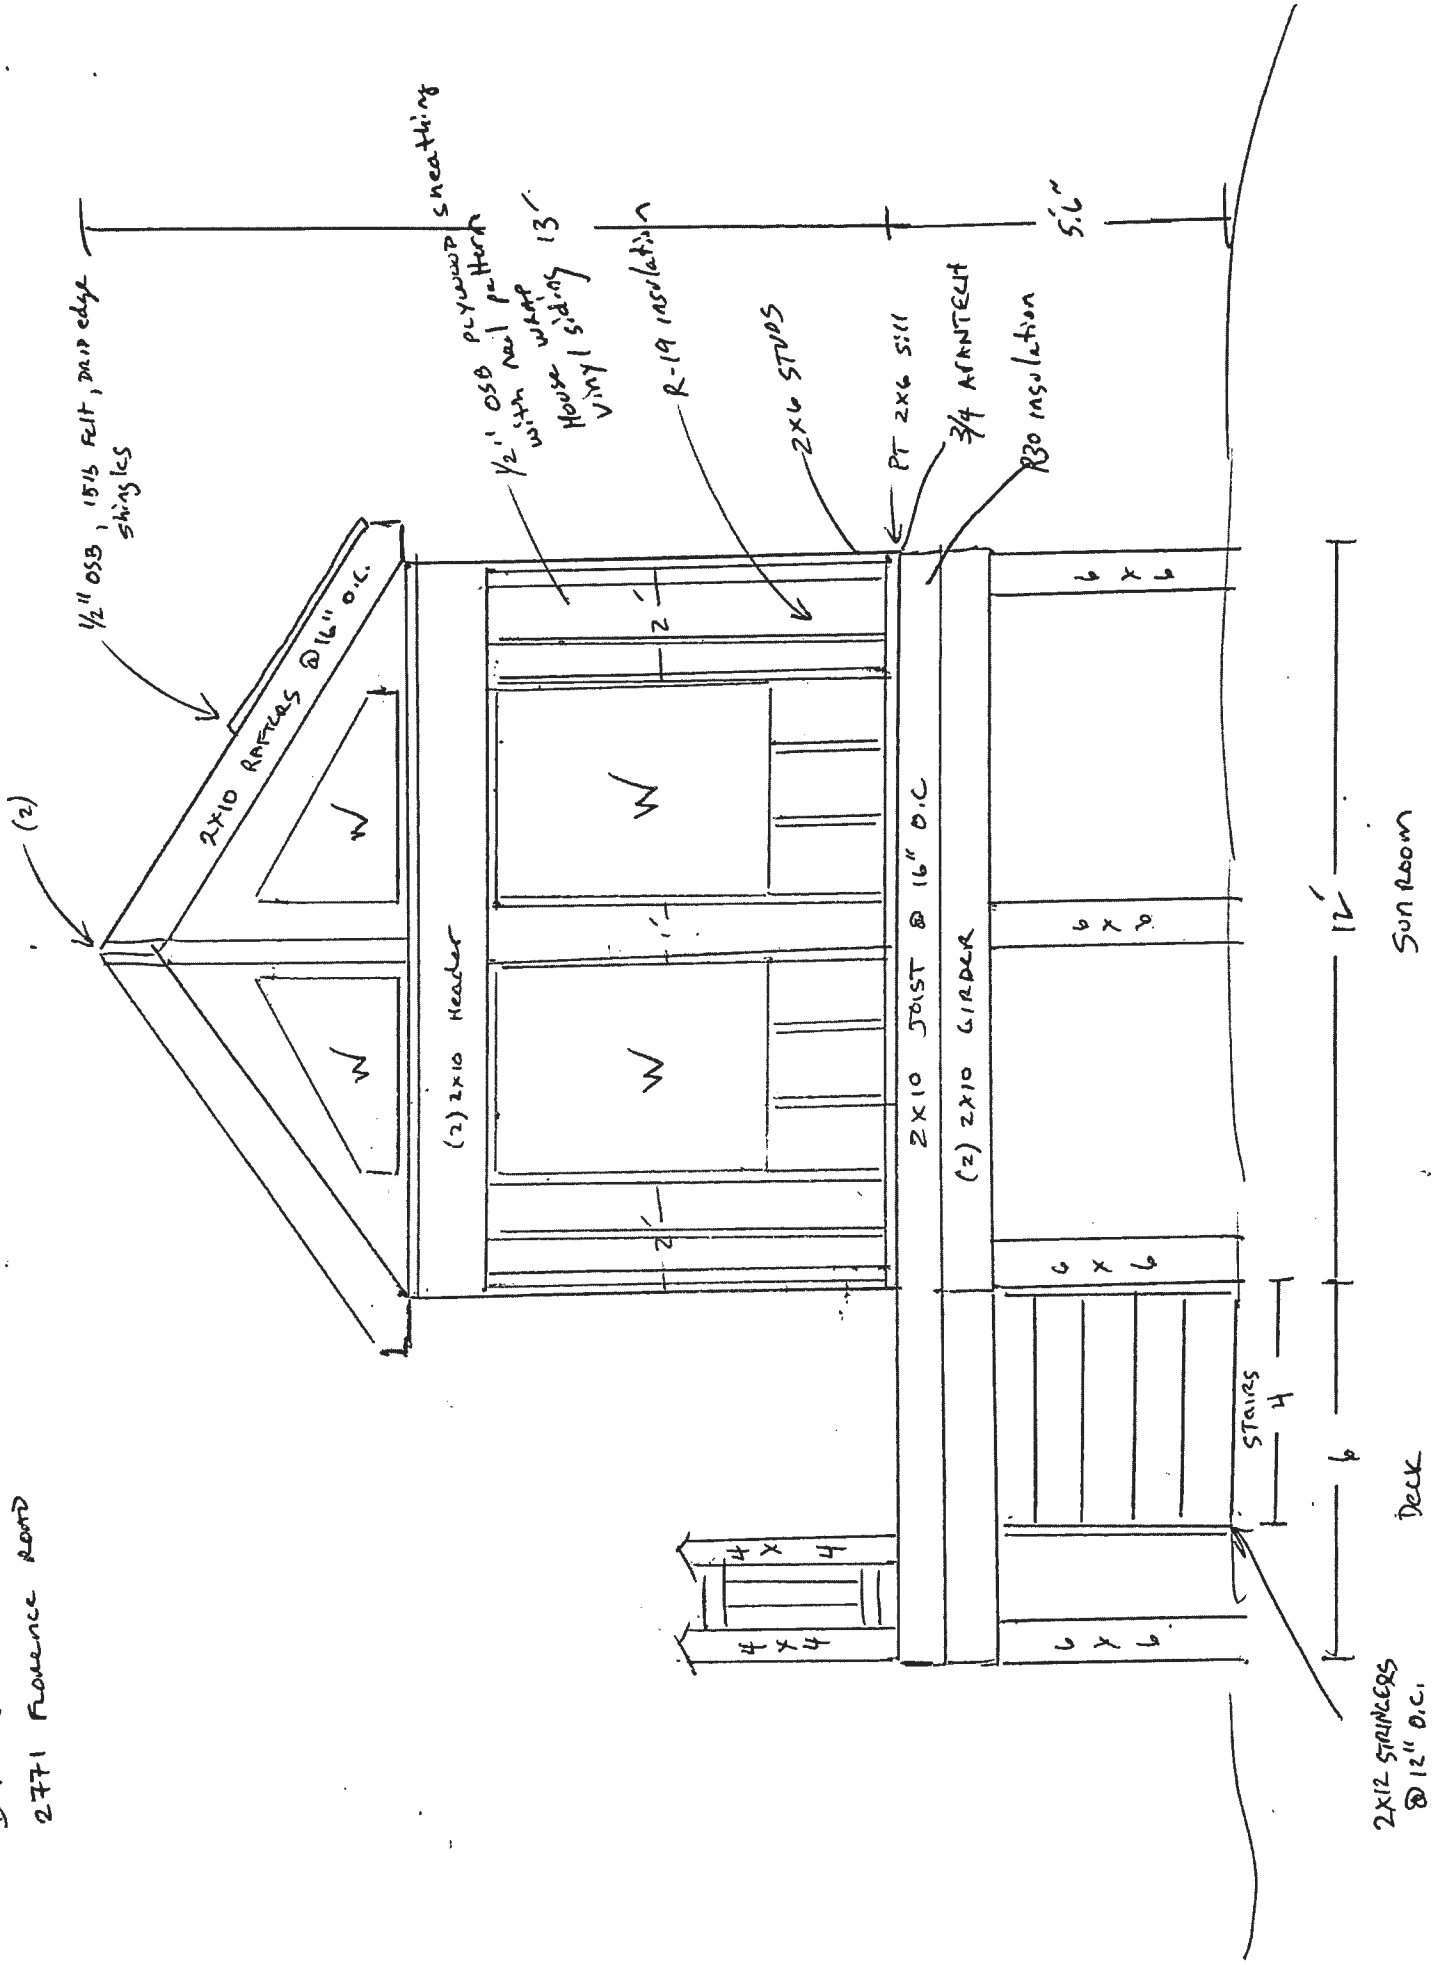 2771 Florence ROAD
(2)
1/2" OSB, 15lb Felt, DRIP edge
shingles
2x10 RAFTERS @ 16" O.C.
W
W
(2) 2x10 Header
1/2" OSB PLYWOOD sheathing
with nail pattern
House WRAP
Vinyl siding
13'
R-19 insulation
2'
1'
2'
W
W
2x6 STUDS
PT 2x6 Sill
3/4 AVANTECH
R30 insulation
2x10 JOIST @ 16" O.C
(2) 2x10 GIRDER
4x4
4x4
5'6"
6x6
6x6
6x6
6x6
STAIRS
4
6
12'
Deck
Sun Room
2x12 STRINGERS
@ 12" O.C.